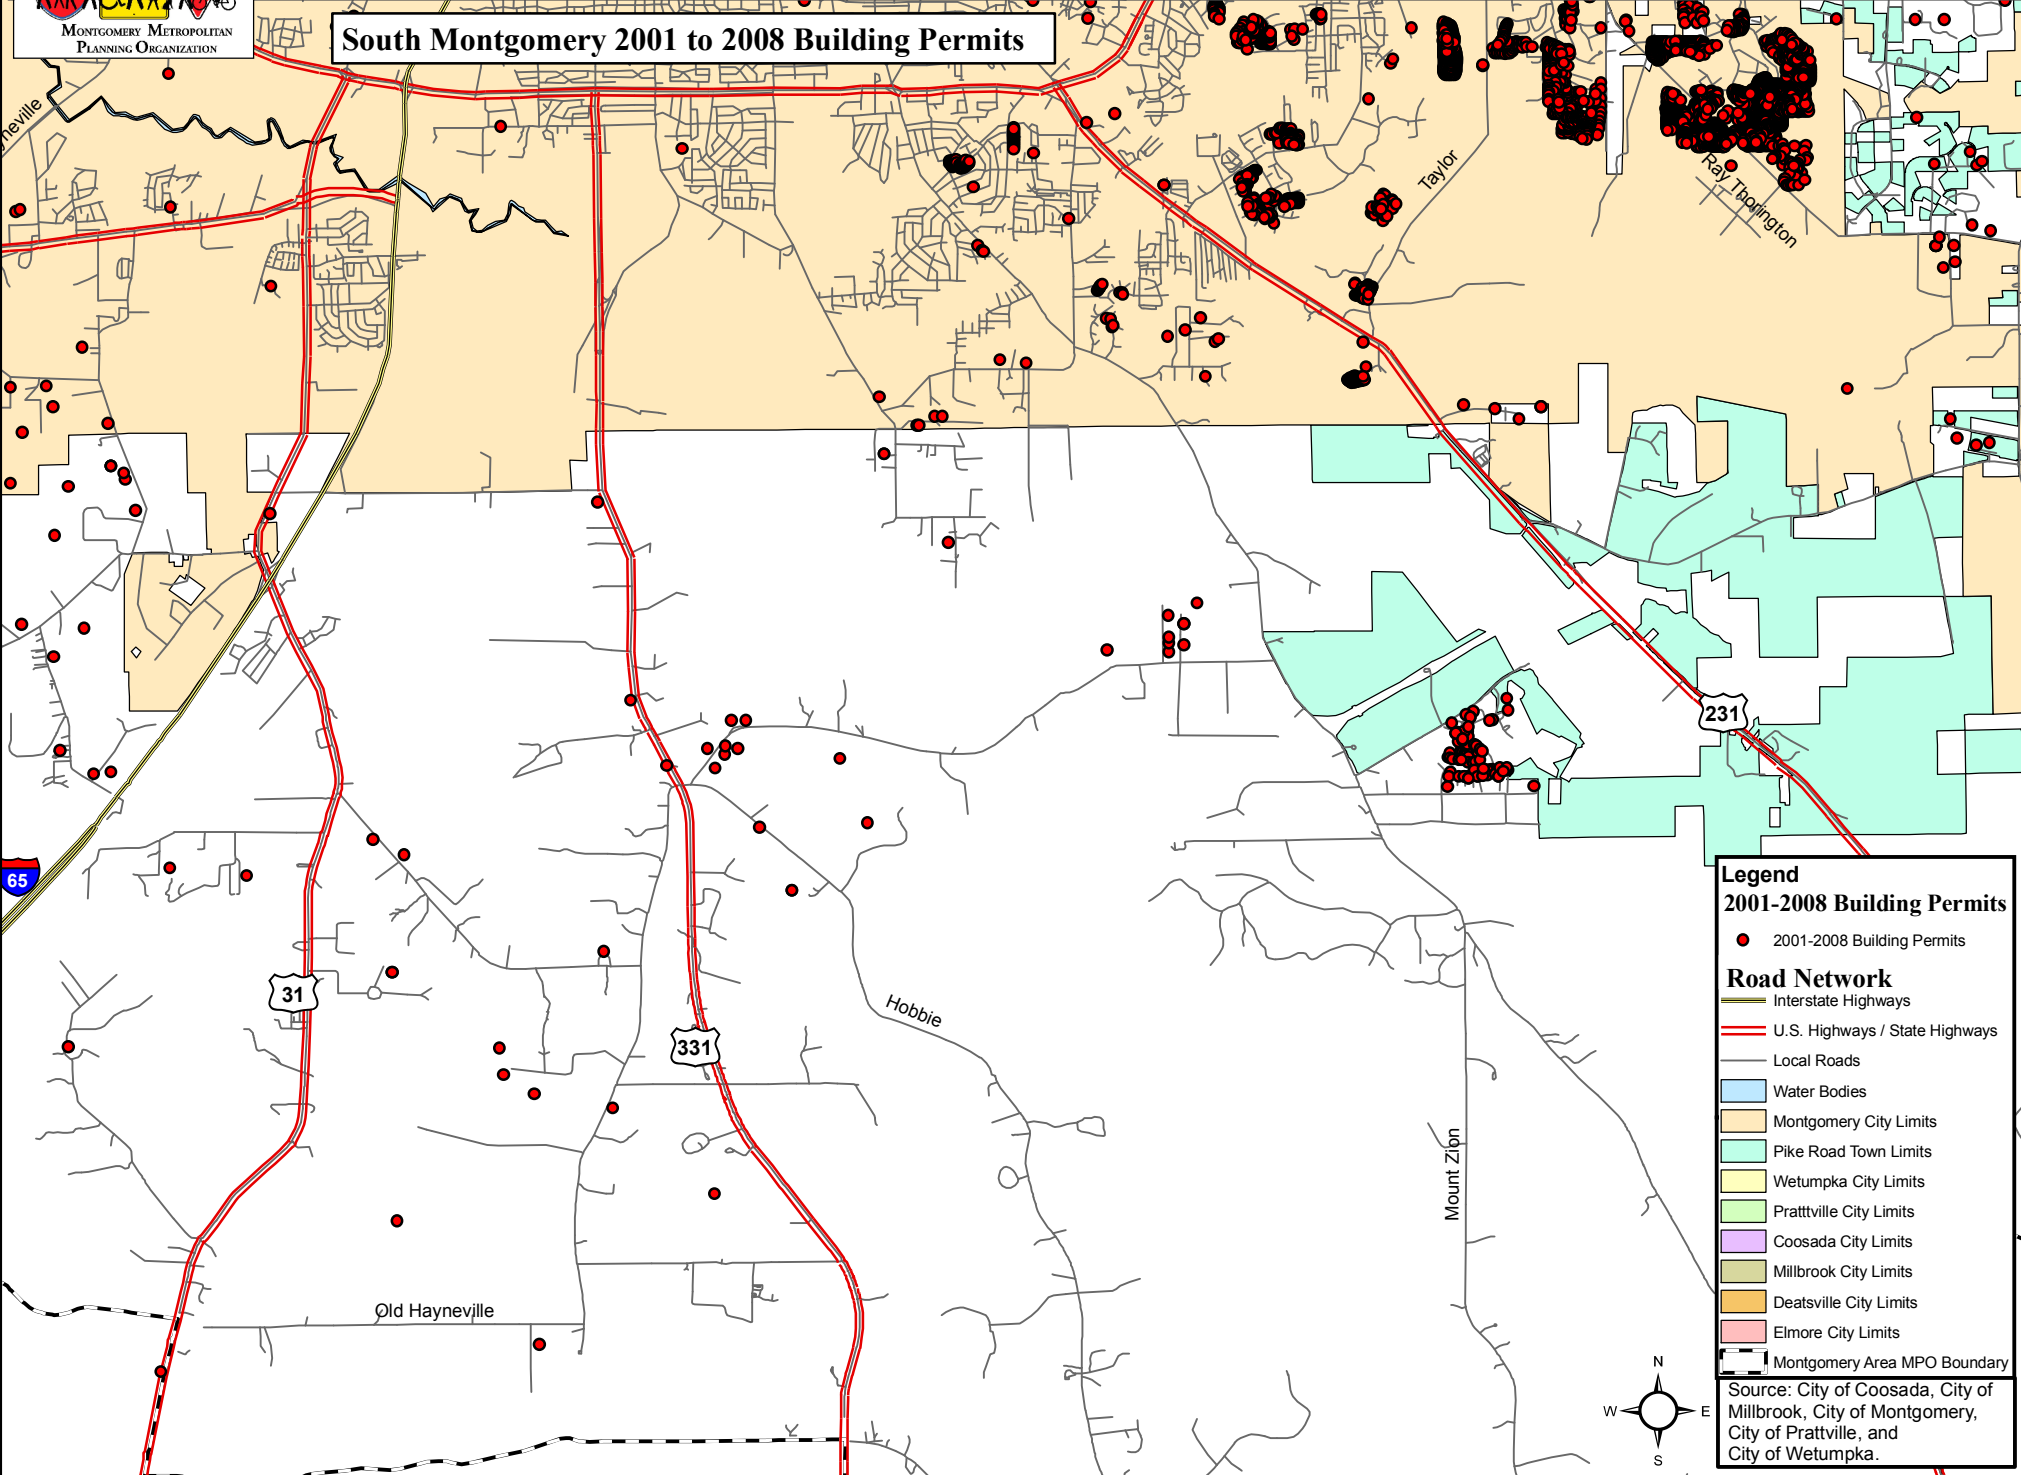 MONTGOMERY METROPOLITAN
PLANNING ORGANIZATION
South Montgomery 2001 to 2008 Building Permits
Taylor
Ray Thorington
231
65
31
331
Hobbie
Mount Zion
Old Hayneville
Legend
2001-2008 Building Permits
2001-2008 Building Permits
Road Network
Interstate Highways
U.S. Highways / State Highways
Local Roads
Water Bodies
Montgomery City Limits
Pike Road Town Limits
Wetumpka City Limits
Pratttville City Limits
Coosada City Limits
Millbrook City Limits
Deatsville City Limits
Elmore City Limits
Montgomery Area MPO Boundary
N
W E
S
Source: City of Coosada, City of
Millbrook, City of Montgomery,
City of Prattville, and
City of Wetumpka.